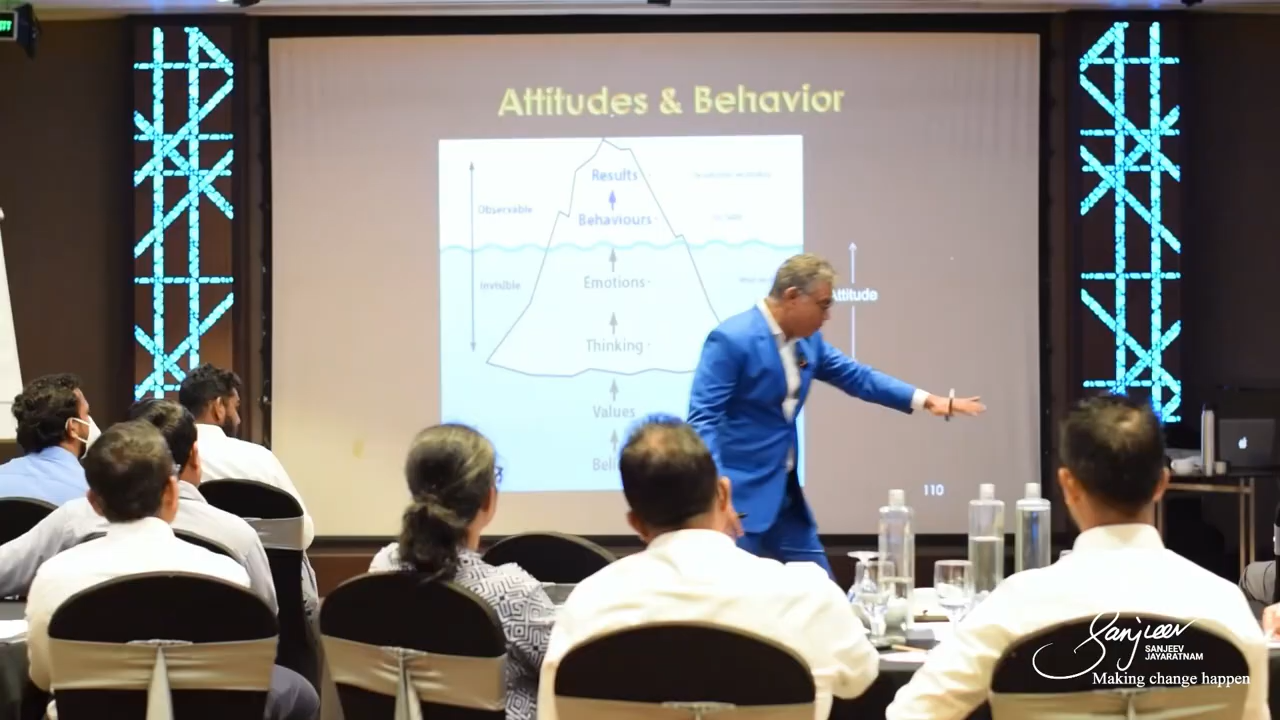 Attitudes & Behavior
Results
Observable
Behaviours
Emotions
Invisible
Attitude
Thinking
Values
110
Sanjeev
SANJEEV
JAYARATNAM
Making change happen